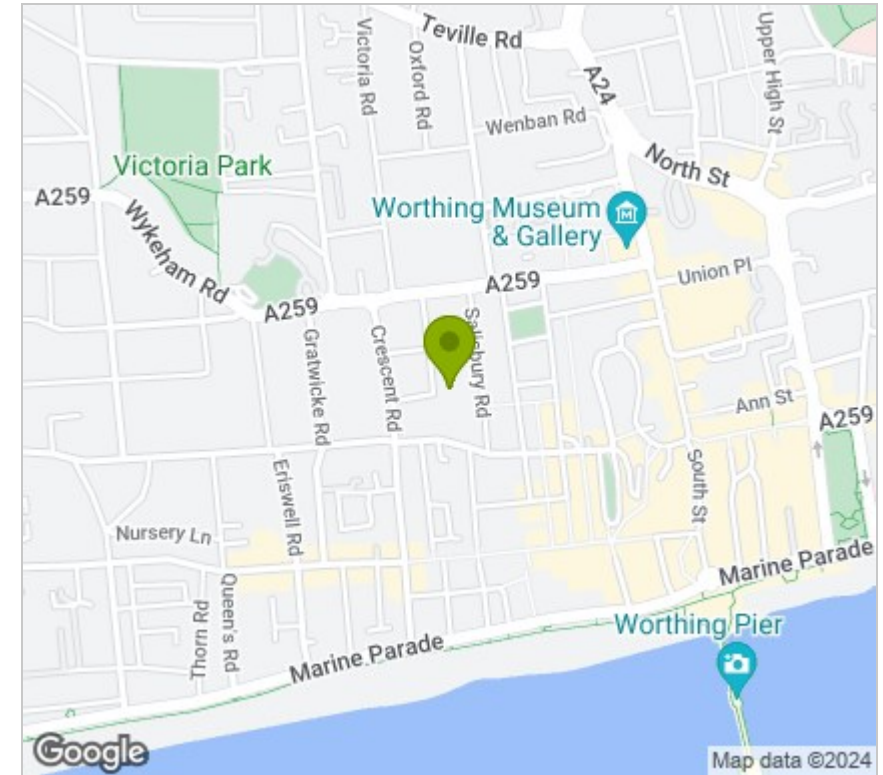 Teville Rd
Victoria Rd
Oxford Rd
Upper High St
A24
Wenban Rd
North St
Victoria Park
A259
Worthing Museum
& Gallery
Wykeham Rd
Union Pl
A259
A259
Salisbury Rd
Gratwicke Rd
Crescent Rd
Ann St
A259
Eriswell Rd
South St
Nursery Ln
Marine Parade
Queen's Rd
Thorn Rd
Worthing Pier
Marine Parade
Google
Map data ©2024